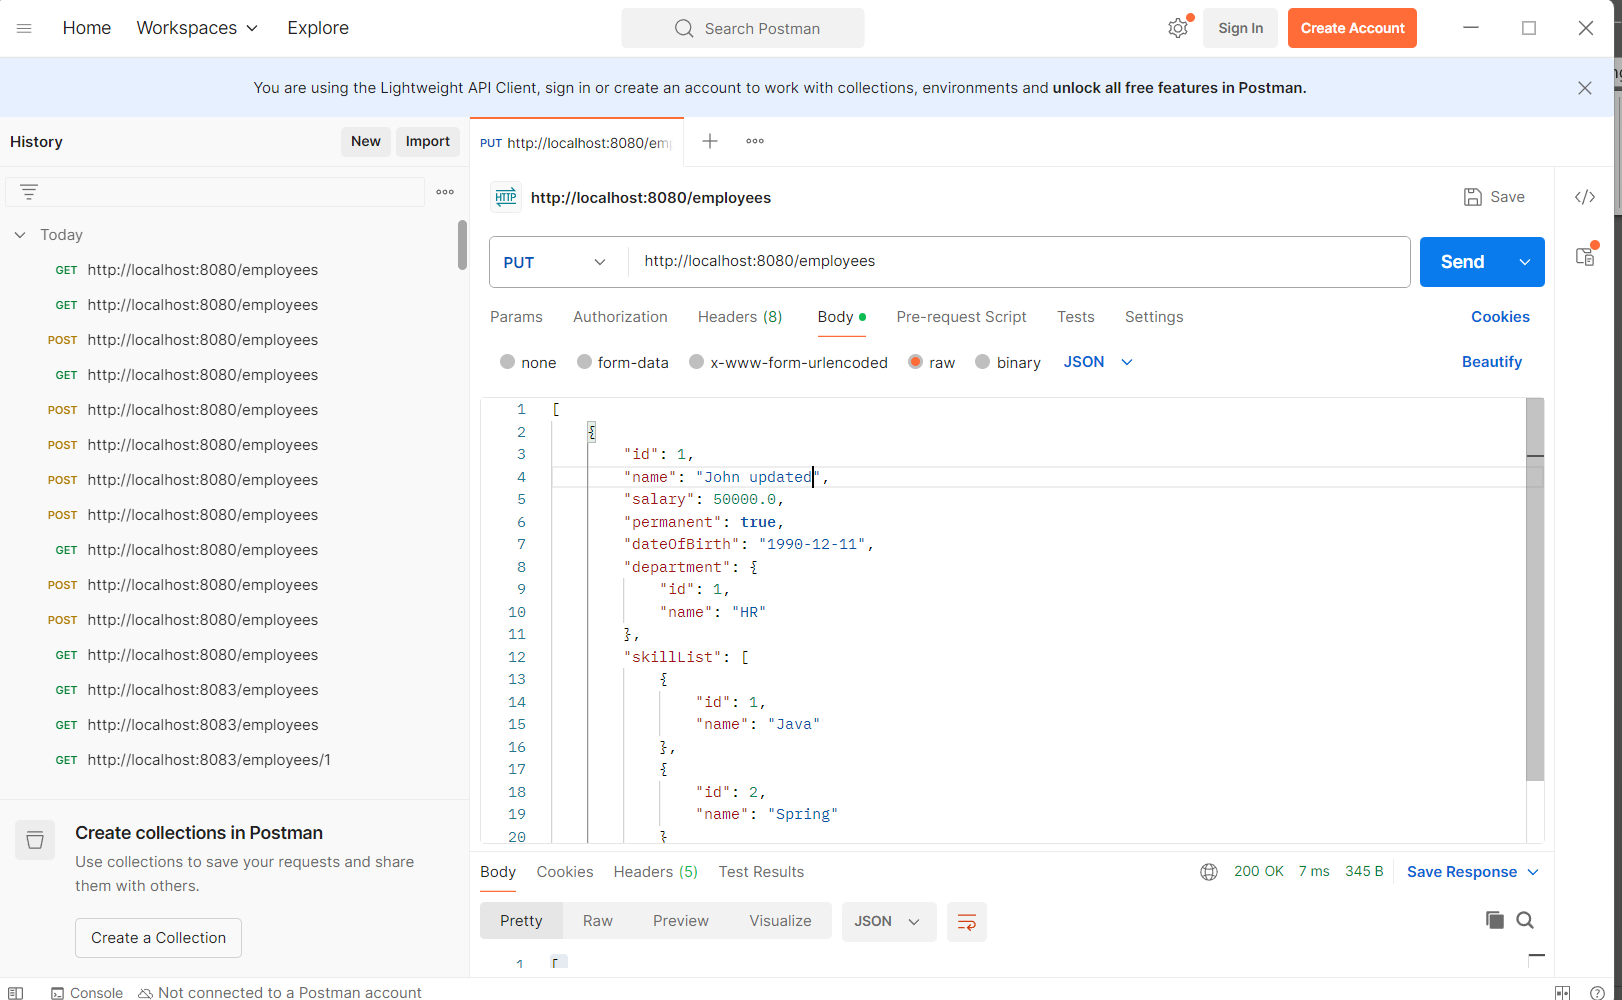 Home Workspaces Explore Search Postman Sign In Create Account
You are using the Lightweight API Client, sign in or create an account to work with collections, environments and unlock all free features in Postman.
History New Import
Today
GET http://localhost:8080/employees
GET http://localhost:8080/employees
POST http://localhost:8080/employees
GET http://localhost:8080/employees
POST http://localhost:8080/employees
POST http://localhost:8080/employees
POST http://localhost:8080/employees
POST http://localhost:8080/employees
GET http://localhost:8080/employees
POST http://localhost:8080/employees
POST http://localhost:8080/employees
GET http://localhost:8080/employees
GET http://localhost:8083/employees
GET http://localhost:8083/employees
GET http://localhost:8083/employees/1
Create collections in Postman
Use collections to save your requests and share
them with others.
Create a Collection
PUT http://localhost:8080/em
HTTP http://localhost:8080/employees Save
PUT http://localhost:8080/employees Send
Params Authorization Headers (8) Body Pre-request Script Tests Settings Cookies
none form-data x-www-form-urlencoded raw binary JSON Beautify
1 [
2 {
3 "id": 1,
4 "name": "John updated",
5 "salary": 50000.0,
6 "permanent": true,
7 "dateOfBirth": "1990-12-11",
8 "department": {
9 "id": 1,
10 "name": "HR"
11 },
12 "skillList": [
13 {
14 "id": 1,
15 "name": "Java"
16 },
17 {
18 "id": 2,
19 "name": "Spring"
20 }
Body Cookies Headers (5) Test Results 200 OK 7 ms 345 B Save Response
Pretty Raw Preview Visualize JSON
1 [
Console Not connected to a Postman account